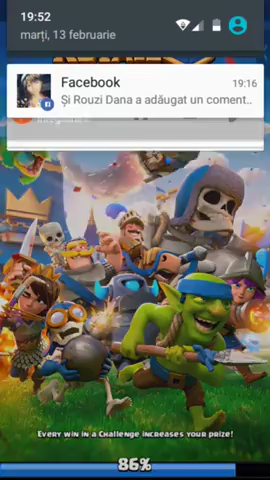 19:52
marți, 13 februarie
Facebook
19:16
Și Rouzi Dana a adăugat un coment..
Every win in a Challenge increases your prize!
86%